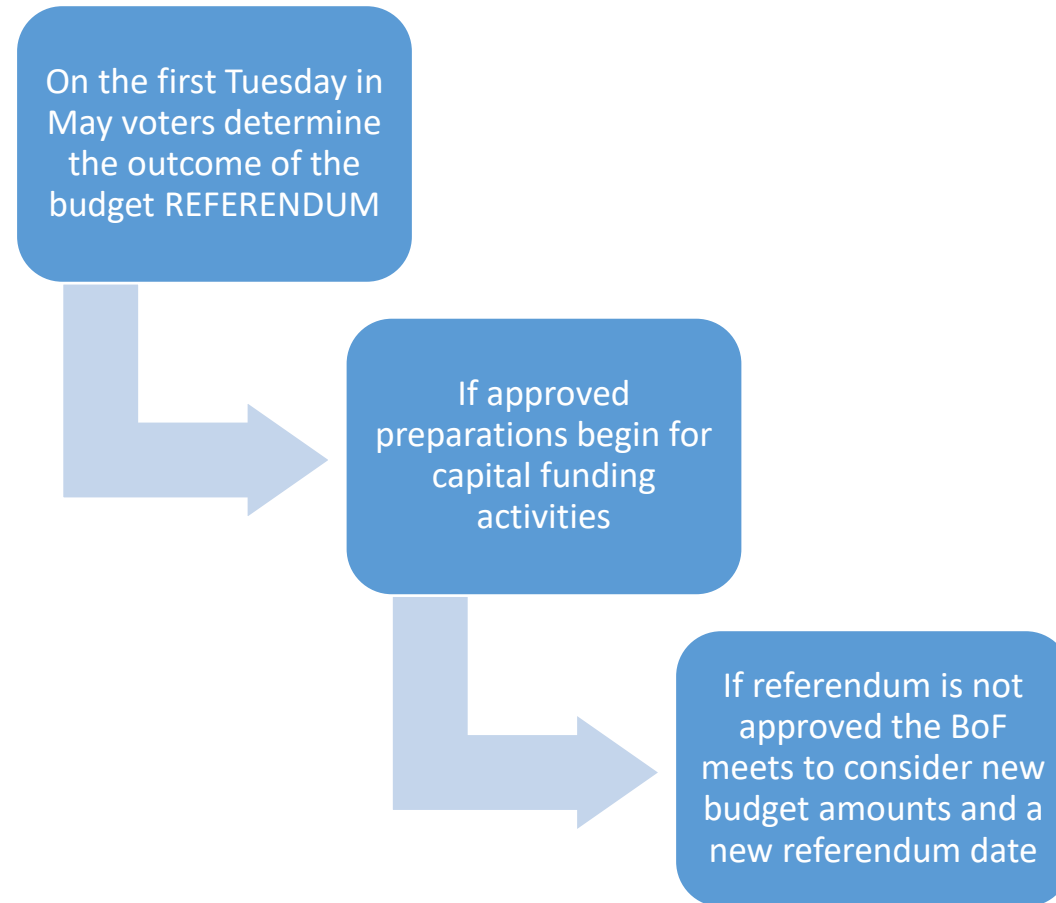 On the first Tuesday in
May voters determine
the outcome of the
budget REFERENDUM
If approved
preparations begin for
capital funding
activities
If referendum is not
approved the BoF
meets to consider new
budget amounts and a
new referendum date